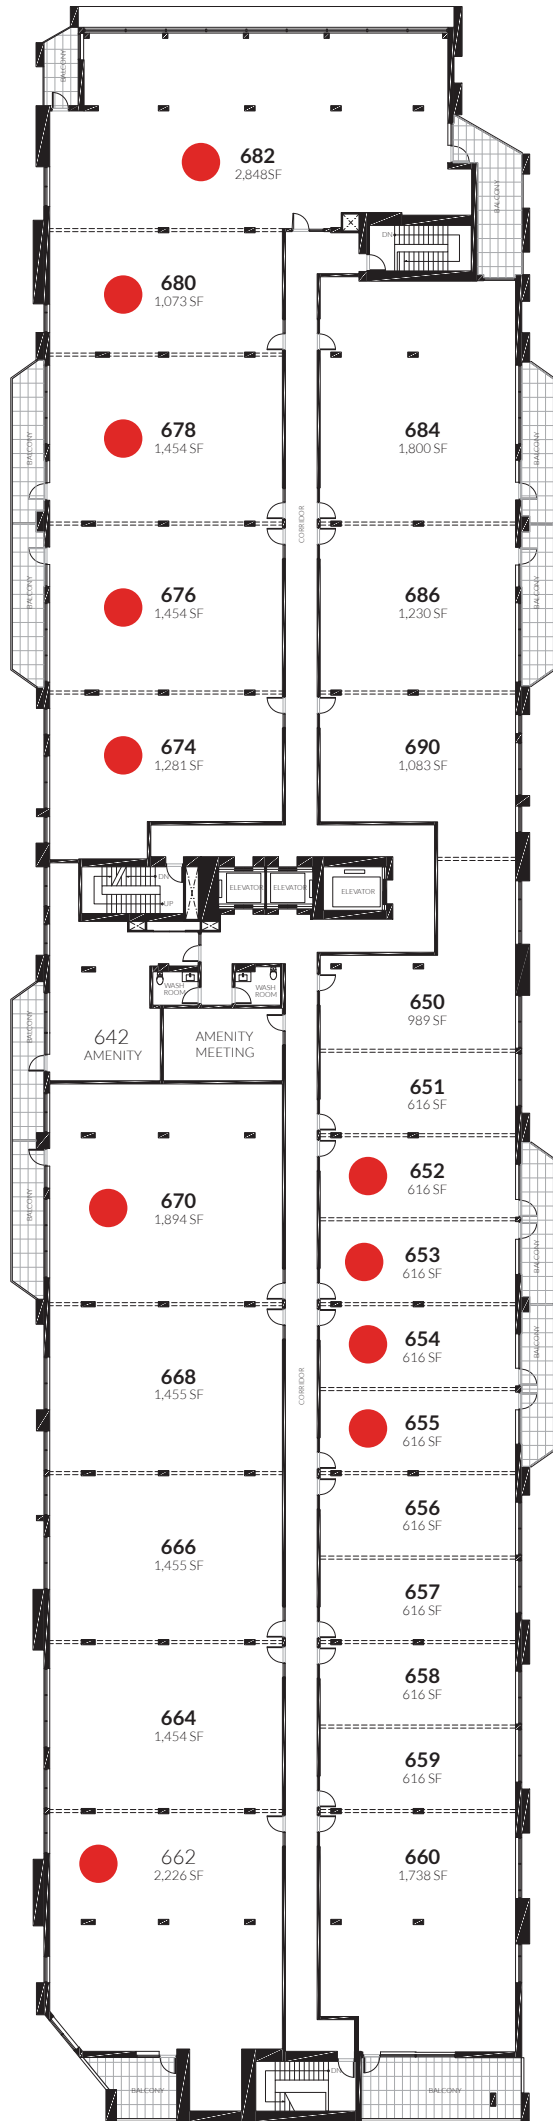 BALCONY
682
2,848SF
BALCONY
DN
680
1,073 SF
678
1,454 SF
684
1,800 SF
BALCONY
BALCONY
CORRIDOR
676
1,454 SF
686
1,230 SF
BALCONY
BALCONY
674
1,281 SF
690
1,083 SF
DN
UP
ELEVATOR
ELEVATOR
ELEVATOR
WASH
ROOM
WASH
ROOM
650
989 SF
BALCONY
642
AMENITY
AMENITY
MEETING
651
616 SF
652
616 SF
670
1,894 SF
BALCONY
653
616 SF
BALCONY
654
616 SF
BALCONY
668
1,455 SF
CORRIDOR
655
616 SF
656
616 SF
666
1,455 SF
657
616 SF
658
616 SF
664
1,454 SF
659
616 SF
662
2,226 SF
660
1,738 SF
DN
BALCONY
BALCONY